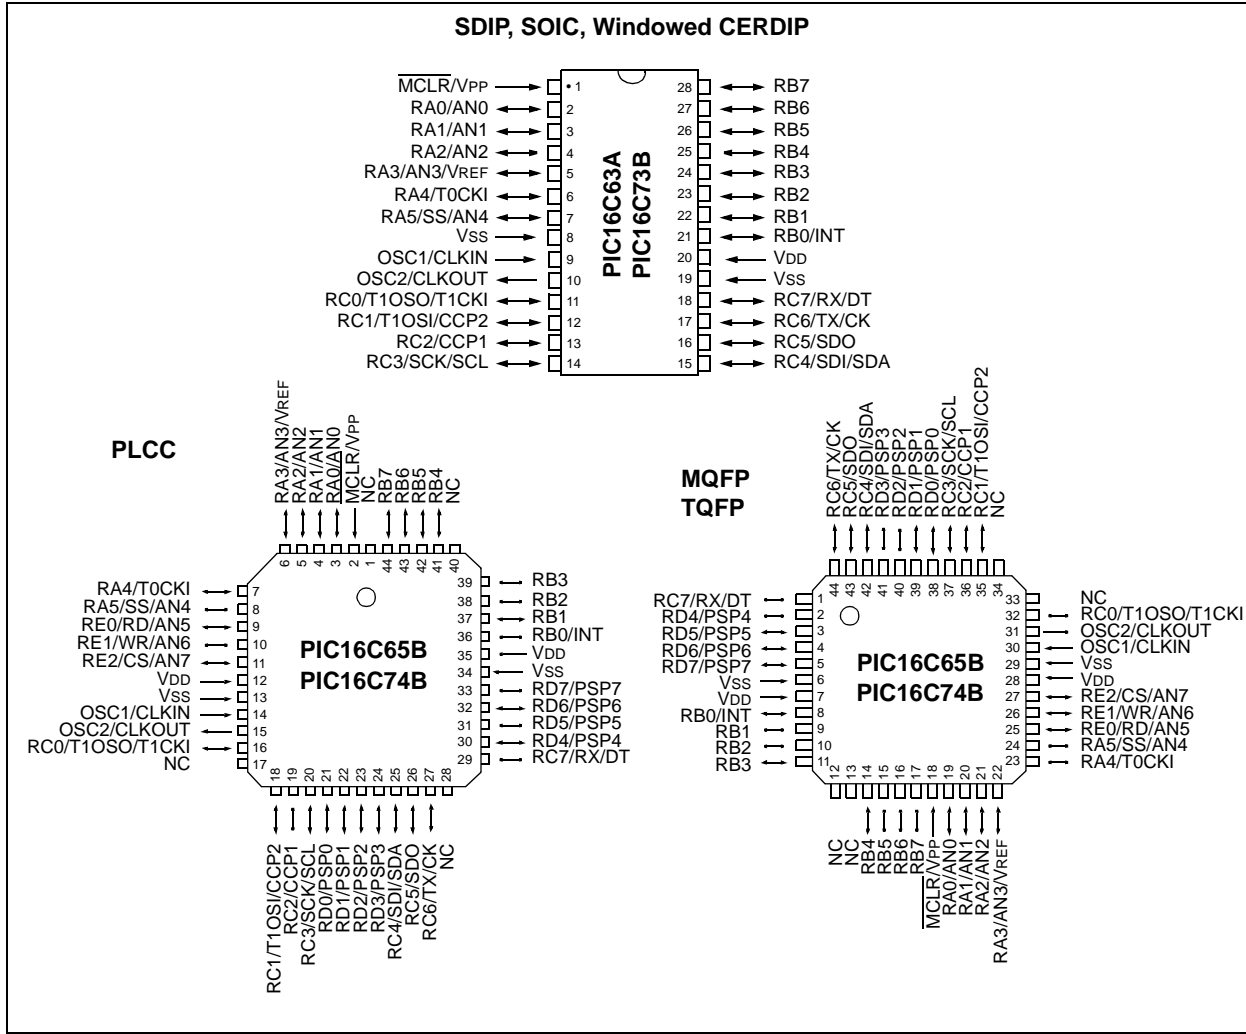 SDIP, SOIC, Windowed CERDIP
MCLR/VPP
RA0/AN0
RA1/AN1
RA2/AN2
RA3/AN3/VREF
RA4/T0CKI
RA5/SS/AN4
VSS
OSC1/CLKIN
OSC2/CLKOUT
RC0/T1OSO/T1CKI
RC1/T1OSI/CCP2
RC2/CCP1
RC3/SCK/SCL
• 1
2
3
4
5
6
7
8
9
10
11
12
13
14
PIC16C63A
PIC16C73B
28
27
26
25
24
23
22
21
20
19
18
17
16
15
RB7
RB6
RB5
RB4
RB3
RB2
RB1
RB0/INT
VDD
VSS
RC7/RX/DT
RC6/TX/CK
RC5/SDO
RC4/SDI/SDA
PLCC
RA3/AN3/VREF
RA2/AN2
RA1/AN1
RA0/AN0
MCLR/VPP
NC
RB7
RB6
RB5
RB4
NC
6
5
4
3
2
1
44
43
42
41
40
RA4/T0CKI
RA5/SS/AN4
RE0/RD/AN5
RE1/WR/AN6
RE2/CS/AN7
VDD
VSS
OSC1/CLKIN
OSC2/CLKOUT
RC0/T1OSO/T1CKI
NC
7
8
9
10
11
12
13
14
15
16
17
PIC16C65B
PIC16C74B
39
38
37
36
35
34
33
32
31
30
29
RB3
RB2
RB1
RB0/INT
VDD
VSS
RD7/PSP7
RD6/PSP6
RD5/PSP5
RD4/PSP4
RC7/RX/DT
18
19
20
21
22
23
24
25
26
27
28
RC1/T1OSI/CCP2
RC2/CCP1
RC3/SCK/SCL
RD0/PSP0
RD1/PSP1
RD2/PSP2
RD3/PSP3
RC4/SDI/SDA
RC5/SDO
RC6/TX/CK
NC
MQFP
TQFP
RC6/TX/CK
RC5/SDO
RC4/SDI/SDA
RD3/PSP3
RD2/PSP2
RD1/PSP1
RD0/PSP0
RC3/SCK/SCL
RC2/CCP1
RC1/T1OSI/CCP2
NC
44
43
42
41
40
39
38
37
36
35
34
RC7/RX/DT
RD4/PSP4
RD5/PSP5
RD6/PSP6
RD7/PSP7
VSS
VDD
RB0/INT
RB1
RB2
RB3
1
2
3
4
5
6
7
8
9
10
11
PIC16C65B
PIC16C74B
33
32
31
30
29
28
27
26
25
24
23
NC
RC0/T1OSO/T1CKI
OSC2/CLKOUT
OSC1/CLKIN
VSS
VDD
RE2/CS/AN7
RE1/WR/AN6
RE0/RD/AN5
RA5/SS/AN4
RA4/T0CKI
12
13
14
15
16
17
18
19
20
21
22
NC
NC
RB4
RB5
RB6
RB7
MCLR/VPP
RA0/AN0
RA1/AN1
RA2/AN2
RA3/AN3/VREF